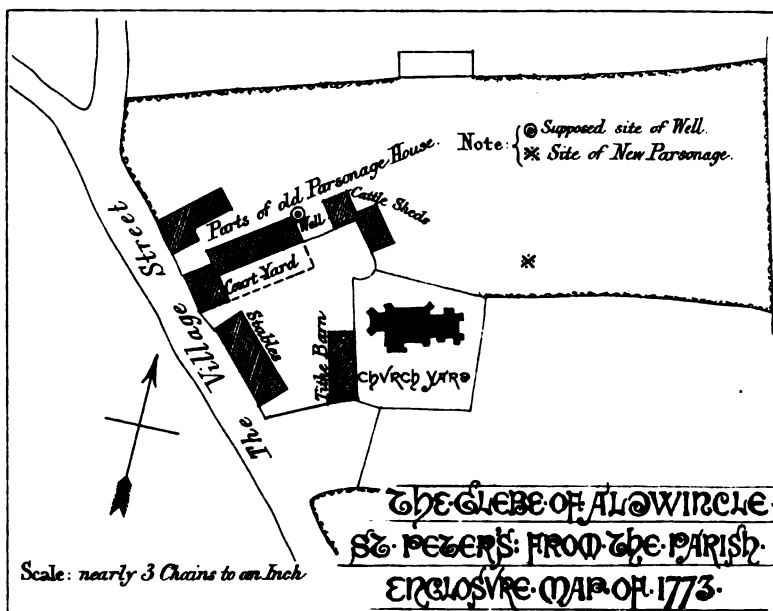 Note: { Supposed site of Well.
Site of New Parsonage.
Parts of old Parsonage House.
Well
Cattle Sheds
Court Yard
Stables
Tithe Barn
CHVRCH YARD
The Village Street
THE·GLEBE·OF·ALDWINCLE·
ST· PETER'S: FROM·THE·PARISH·
ENCLOSVRE·MAP·OF·1773·
Scale: nearly 3 Chains to an Inch